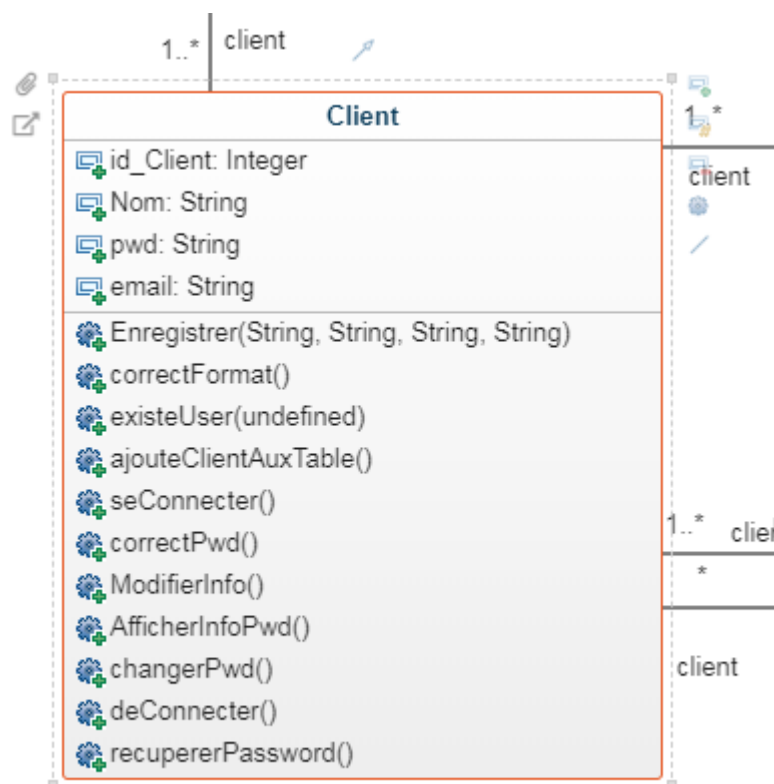 1..* client
Client
1..*
client
id_Client: Integer
Nom: String
pwd: String
email: String
Enregistrer(String, String, String, String)
correctFormat()
existeUser(undefined)
ajouteClientAuxTable()
seConnecter()
correctPwd()
1..*
ModifierInfo()
*
AfficherInfoPwd()
changerPwd()
client
deConnecter()
recupererPassword()